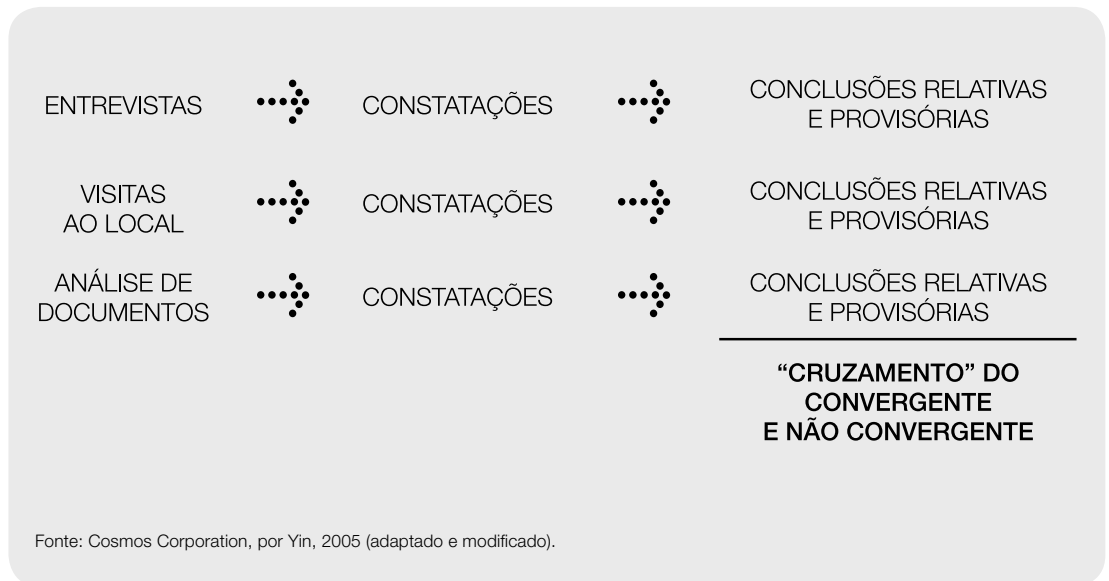 ENTREVISTAS
CONSTATAÇÕES
CONCLUSÕES RELATIVAS
E PROVISÓRIAS
VISITAS
AO LOCAL
CONSTATAÇÕES
CONCLUSÕES RELATIVAS
E PROVISÓRIAS
ANÁLISE DE
DOCUMENTOS
CONSTATAÇÕES
CONCLUSÕES RELATIVAS
E PROVISÓRIAS
“CRUZAMENTO” DO
CONVERGENTE
E NÃO CONVERGENTE
Fonte: Cosmos Corporation, por Yin, 2005 (adaptado e modificado).